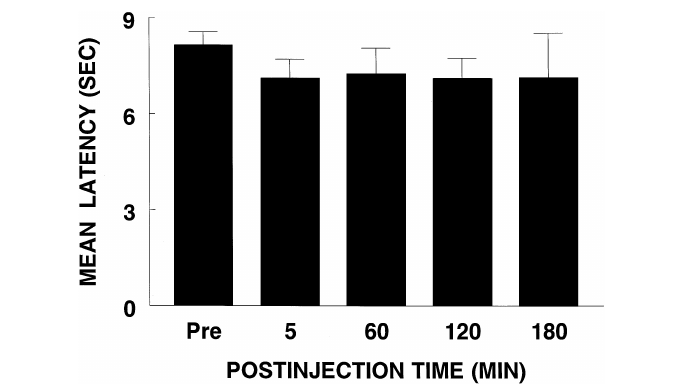 9
6
3
0
MEAN LATENCY (SEC)
Pre 5 60 120 180
POSTINJECTION TIME (MIN)